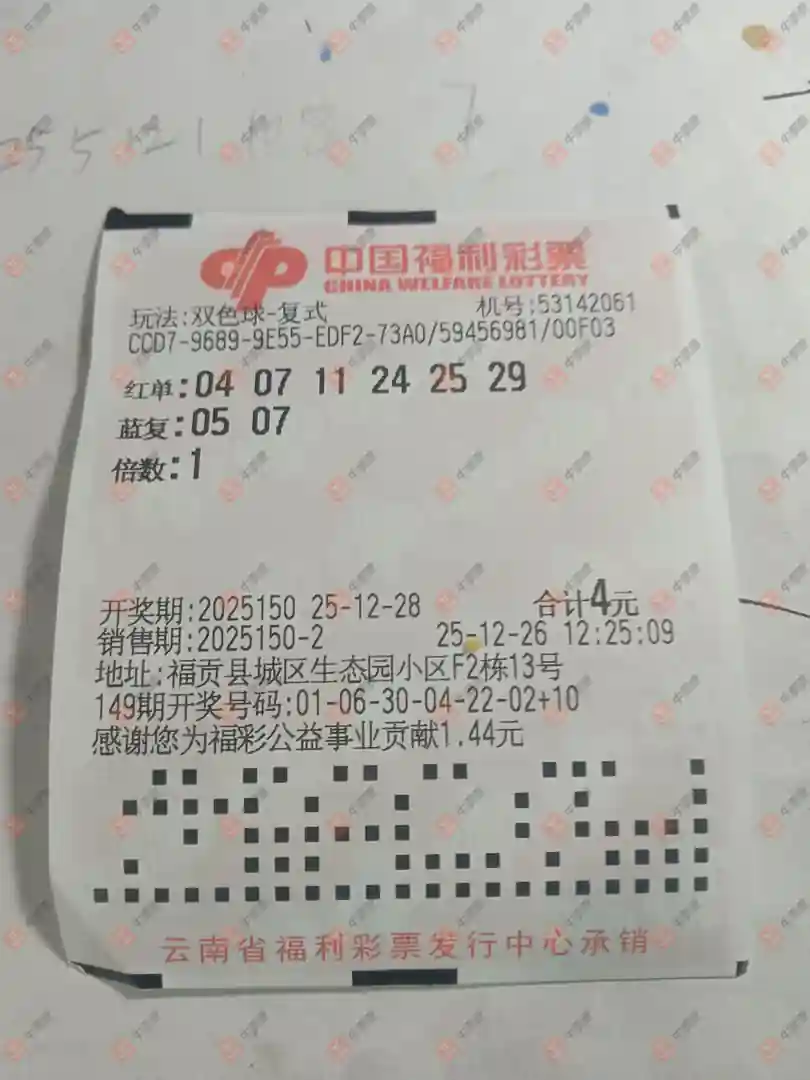 中国福利彩票
CHINA WELFARE LOTTERY
玩法:双色球-复式 机号:53142061
CCD7-9689-9E55-EDF2-73A0/59456981/00F03
红单:04 07 11 24 25 29
蓝复:05 07
倍数:1
开奖期:2025150 25-12-28 合计4元
销售期:2025150-2 25-12-26 12:25:09
地址:福贡县城区生态园小区F2栋13号
149期开奖号码:01-06-30-04-22-02+10
感谢您为福彩公益事业贡献1.44元
云南省福利彩票发行中心承销